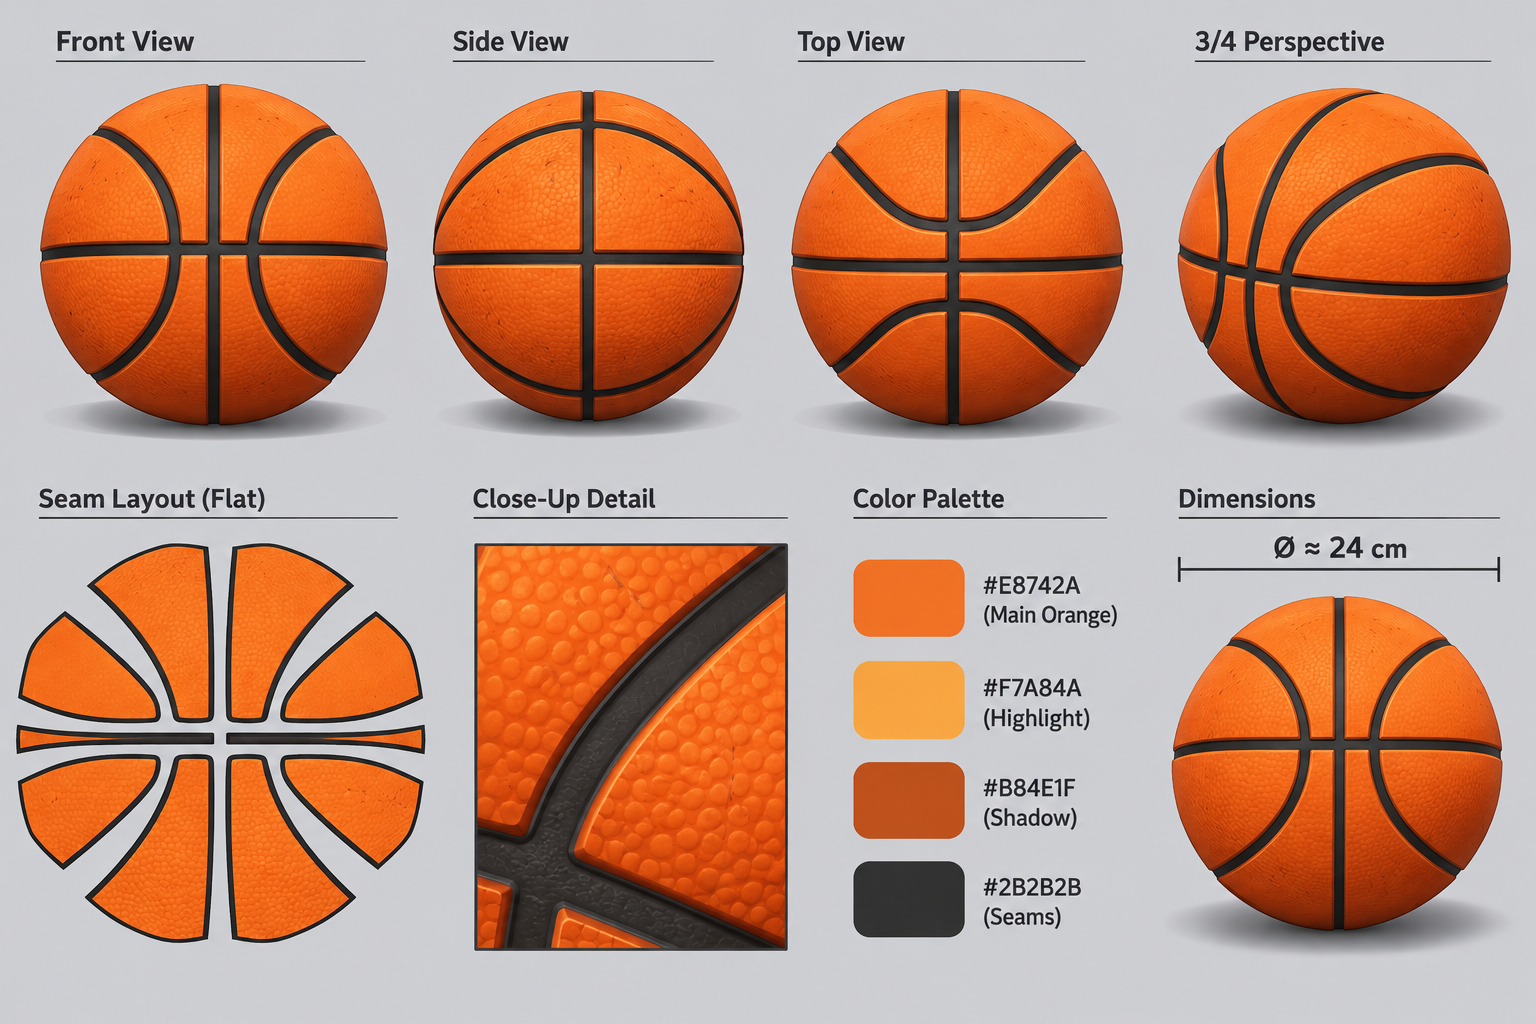 Front View
Side View
Top View
3/4 Perspective
Seam Layout (Flat)
Close-Up Detail
Color Palette
#E8742A
(Main Orange)
#F7A84A
(Highlight)
#B84E1F
(Shadow)
#2B2B2B
(Seams)
Dimensions
Ø ≈ 24 cm